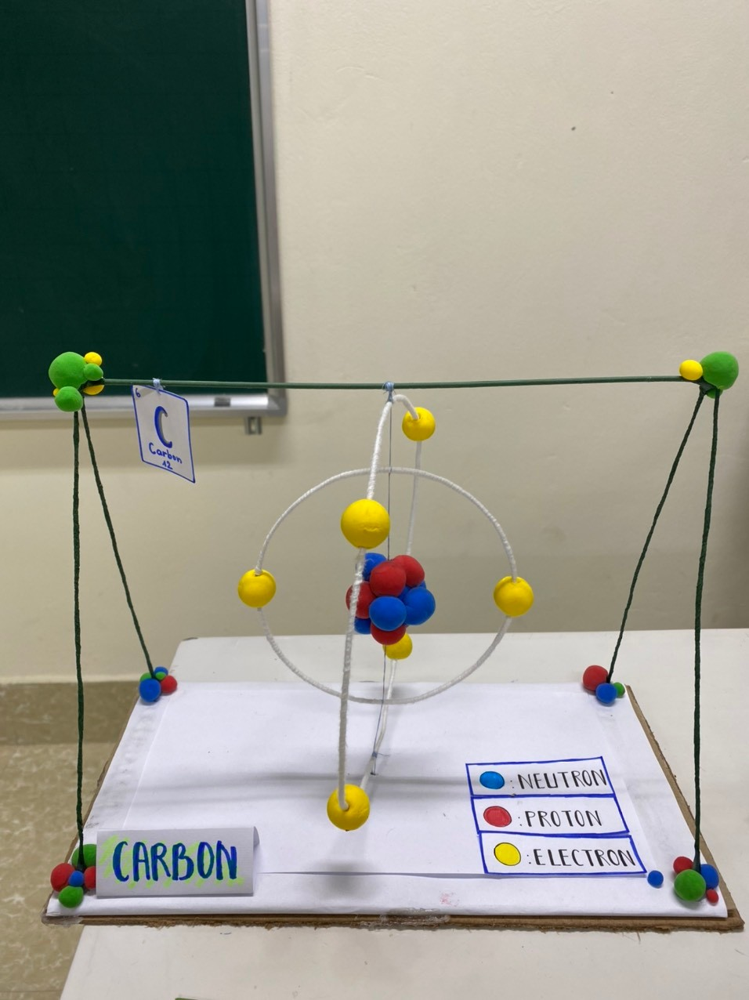 6
C
Carbon
12
: NEUTRON
: PROTON
: ELECTRON
CARBON